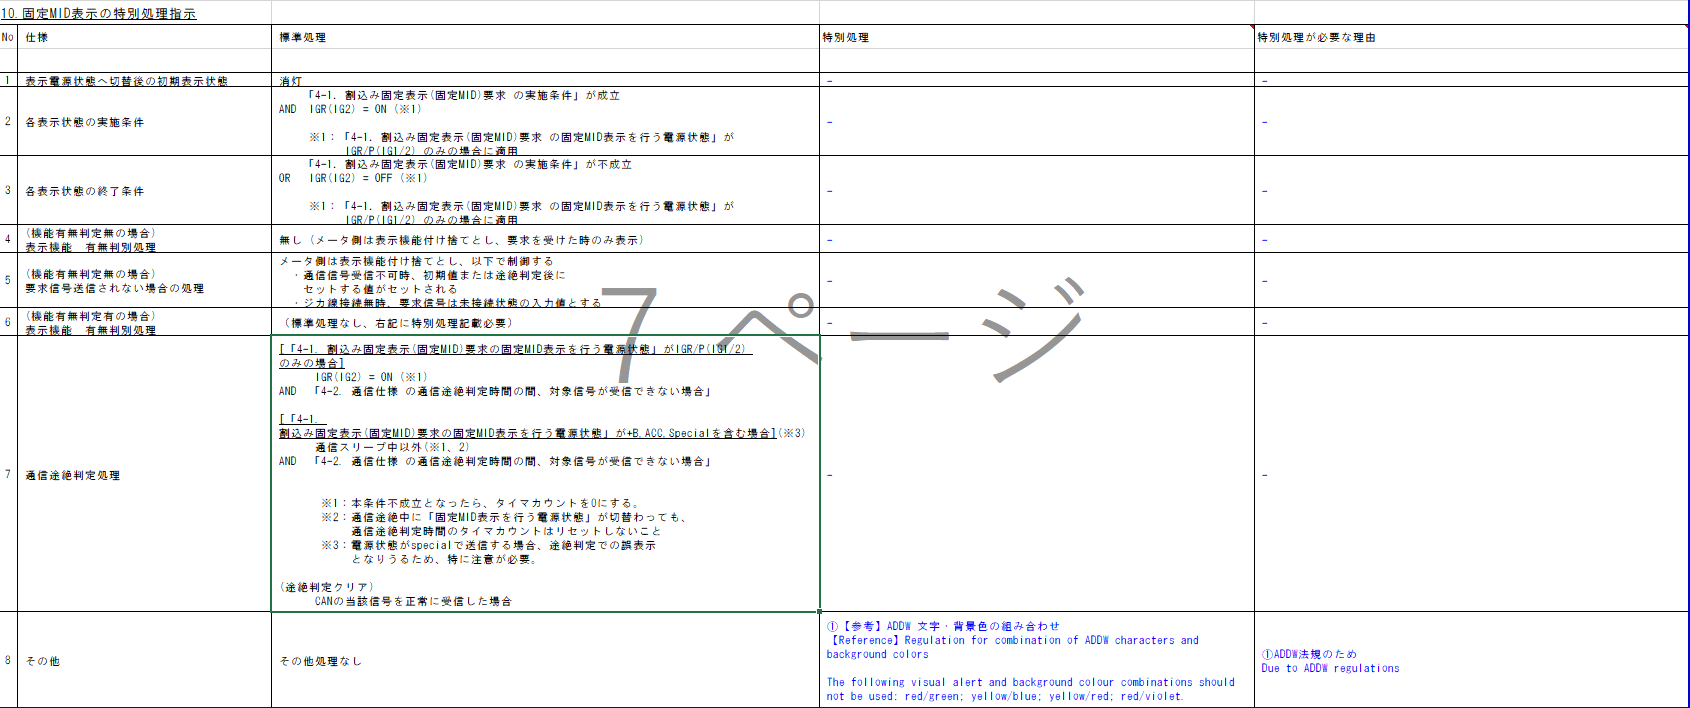 10.固定MID表示の特別処理指示
No 仕様 標準処理 特別処理 特別処理が必要な理由
1 表示電源状態へ切替後の初期表示状態 消灯 - -
2 各表示状態の実施条件
「4-1. 割込み固定表示(固定MID)要求 の実施条件」が成立
AND IGR(IG2) = ON (※1)
※1：「4-1. 割込み固定表示(固定MID)要求 の固定MID表示を行う電源状態」が
IGR/P(IG1/2) のみの場合に適用
- -
3 各表示状態の終了条件
「4-1. 割込み固定表示(固定MID)要求 の実施条件」が不成立
OR IGR(IG2) = OFF (※1)
※1：「4-1. 割込み固定表示(固定MID)要求 の固定MID表示を行う電源状態」が
IGR/P(IG1/2) のみの場合に適用
- -
4 (機能有無判定無の場合)
表示機能　有無判別処理
無し (メータ側は表示機能付け捨てとし、要求を受けた時のみ表示)
- -
5 (機能有無判定無の場合)
要求信号送信されない場合の処理
メータ側は表示機能付け捨てとし、以下で制御する
・通信信号受信不可時、初期値または途絶判定後に
セットする値がセットされる
・ジカ線接続無時、要求信号は未接続状態の入力値とする
- -
6 (機能有無判定有の場合)
表示機能　有無判別処理
(標準処理なし、右記に特別処理記載必要)
- -
7 通信途絶判定処理
[「4-1. 割込み固定表示(固定MID)要求の固定MID表示を行う電源状態」がIGR/P(IG1/2)
のみの場合]
IGR(IG2) = ON (※1)
AND 「4-2. 通信仕様 の通信途絶判定時間の間、対象信号が受信できない場合」
[「4-1.
割込み固定表示(固定MID)要求の固定MID表示を行う電源状態」が+B,ACC,Specialを含む場合](※3)
通信スリープ中以外(※1、2)
AND 「4-2. 通信仕様 の通信途絶判定時間の間、対象信号が受信できない場合」
※1：本条件不成立となったら、タイマカウントを0にする。
※2：通信途絶中に「固定MID表示を行う電源状態」が切替わっても、
通信途絶判定時間のタイマカウントはリセットしないこと
※3：電源状態がspecialで送信する場合、途絶判定での誤表示
となりうるため、特に注意が必要。
(途絶判定クリア)
CANの当該信号を正常に受信した場合
- -
8 その他
その他処理なし
①【参考】ADDW 文字・背景色の組み合わせ
【Reference】Regulation for combination of ADDW characters and
background colors
The following visual alert and background colour combinations should
not be used: red/green; yellow/blue; yellow/red; red/violet.
①ADDW法規のため
Due to ADDW regulations
7 ページ